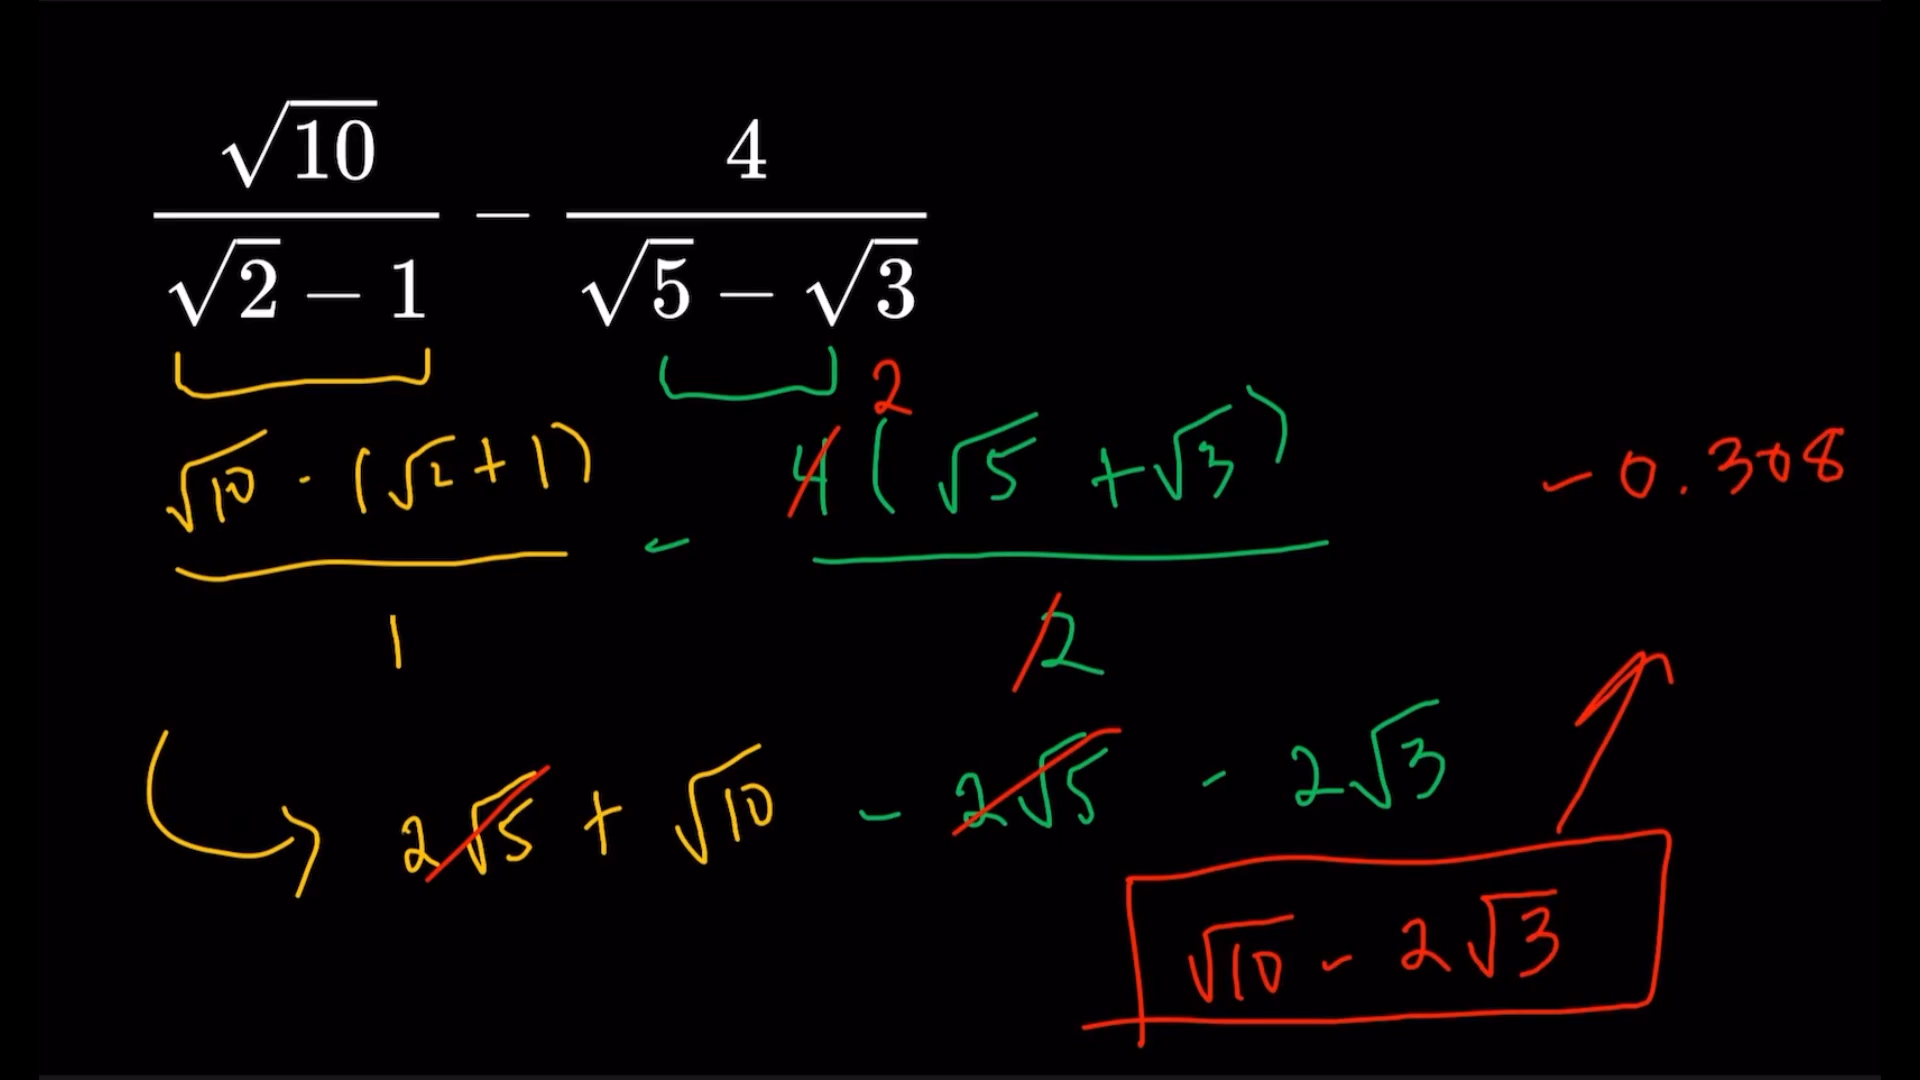 √10 / (√2 − 1) − 4 / (√5 − √3)
√10 · (√2 + 1) / 1 - 4 2 (√5 + √3) / 2
- 0.308
2√5 + √10 - 2√5 - 2√3
√10 - 2√3